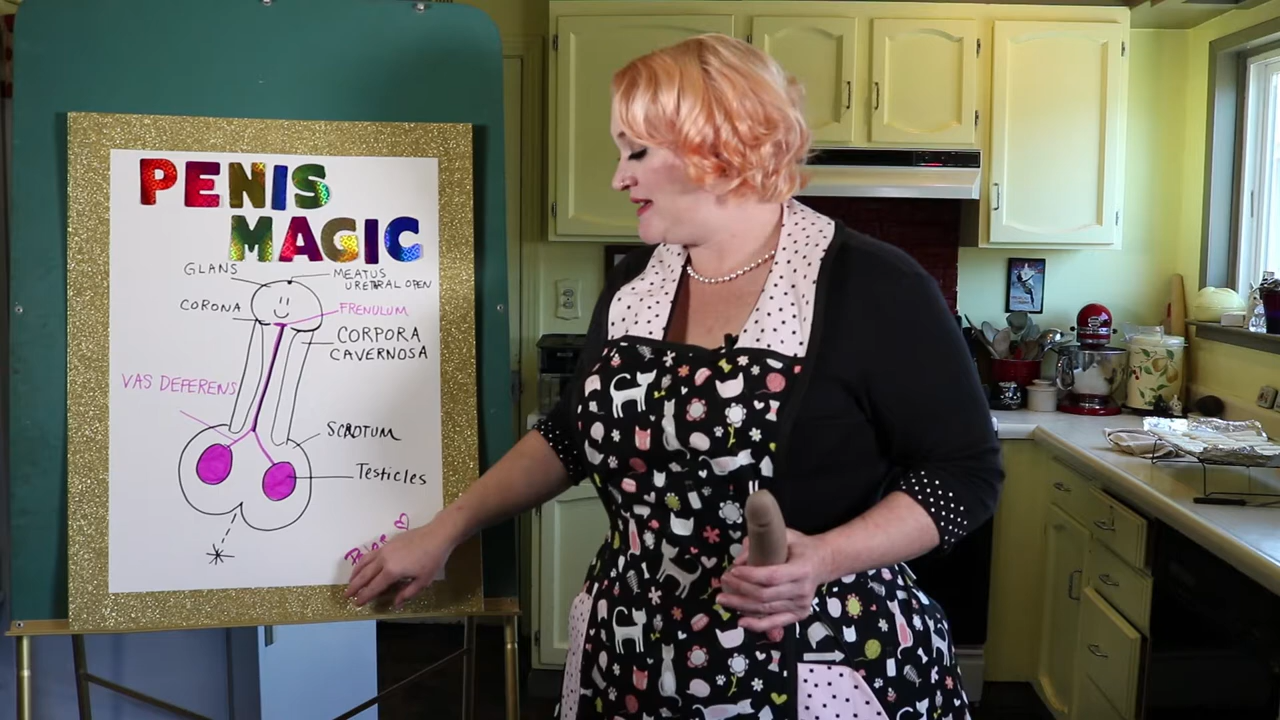 PENIS
MAGIC
GLANS
MEATUS
URETRAL OPEN
CORONA
FRENULUM
CORPORA
CAVERNOSA
VAS DEFERENS
SCROTUM
Testicles